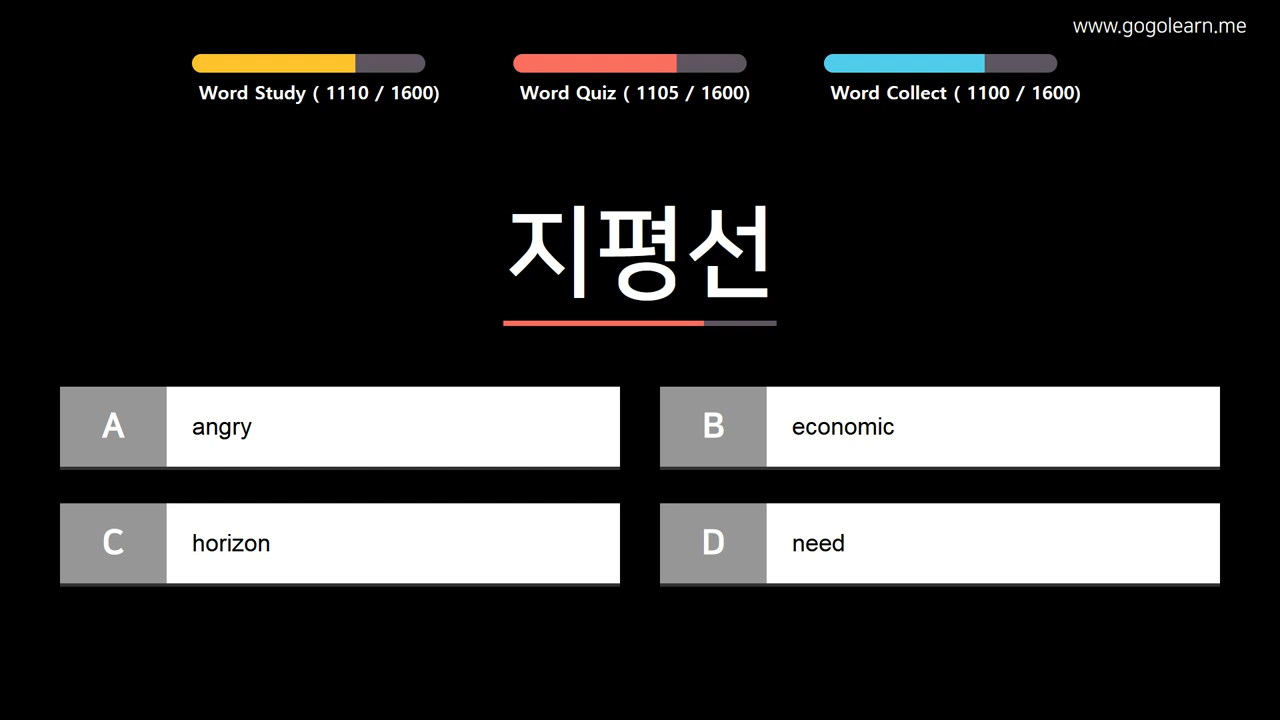 www.gogolearn.me
Word Study ( 1110 / 1600)
Word Quiz ( 1105 / 1600)
Word Collect ( 1100 / 1600)
지평선
A angry
B economic
C horizon
D need